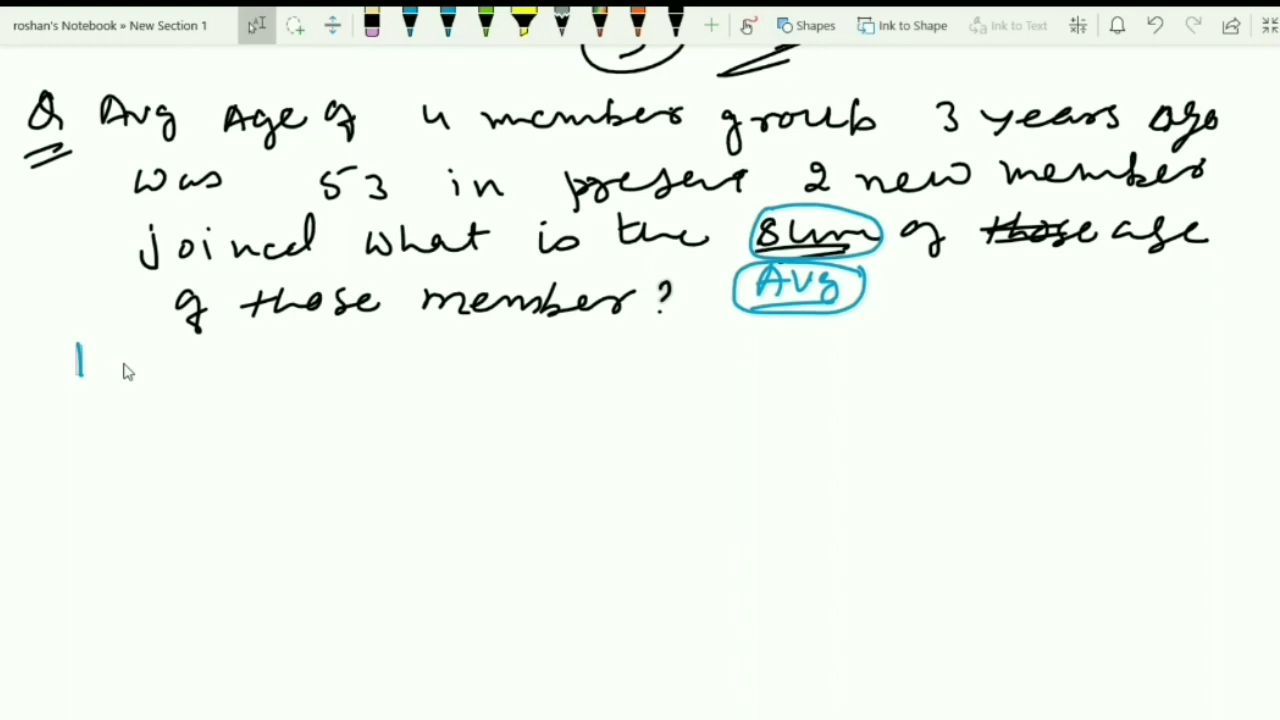 roshan's Notebook » New Section 1
Shapes
Ink to Shape
Ink to Text
Q Avg Age of 4 member group 3 years ago
was 53 in present 2 new member
joined what is the sum of those age
Avg
of those member?